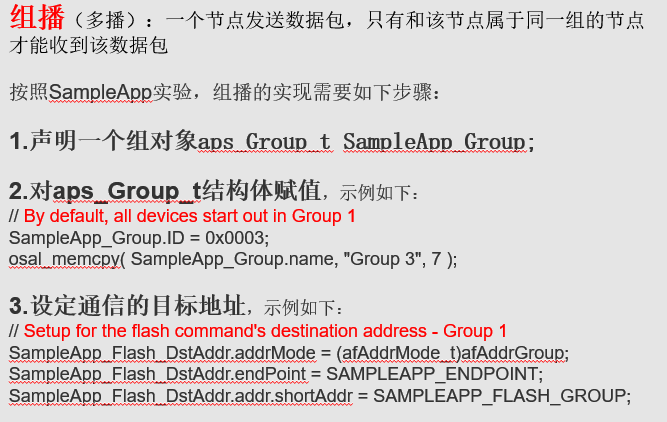 组播（多播）：一个节点发送数据包，只有和该节点属于同一组的节点
才能收到该数据包
按照SampleApp实验，组播的实现需要如下步骤：
1.声明一个组对象aps_Group_t SampleApp_Group;
2.对aps_Group_t结构体赋值，示例如下：
// By default, all devices start out in Group 1
SampleApp_Group.ID = 0x0003;
osal_memcpy( SampleApp_Group.name, "Group 3", 7 );
3.设定通信的目标地址，示例如下：
// Setup for the flash command's destination address - Group 1
SampleApp_Flash_DstAddr.addrMode = (afAddrMode_t)afAddrGroup;
SampleApp_Flash_DstAddr.endPoint = SAMPLEAPP_ENDPOINT;
SampleApp_Flash_DstAddr.addr.shortAddr = SAMPLEAPP_FLASH_GROUP;